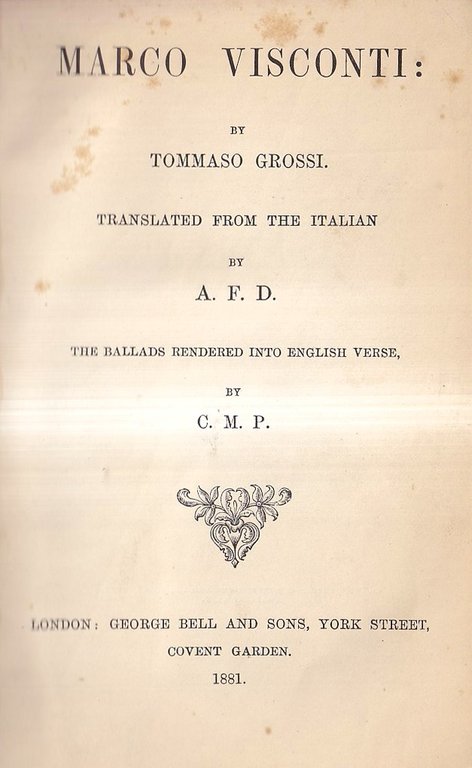 MARCO VISCONTI:
BY
TOMMASO GROSSI.
TRANSLATED FROM THE ITALIAN
BY
A. F. D.
THE BALLADS RENDERED INTO ENGLISH VERSE,
BY
C. M. P.
LONDON: GEORGE BELL AND SONS, YORK STREET,
COVENT GARDEN.
1881.